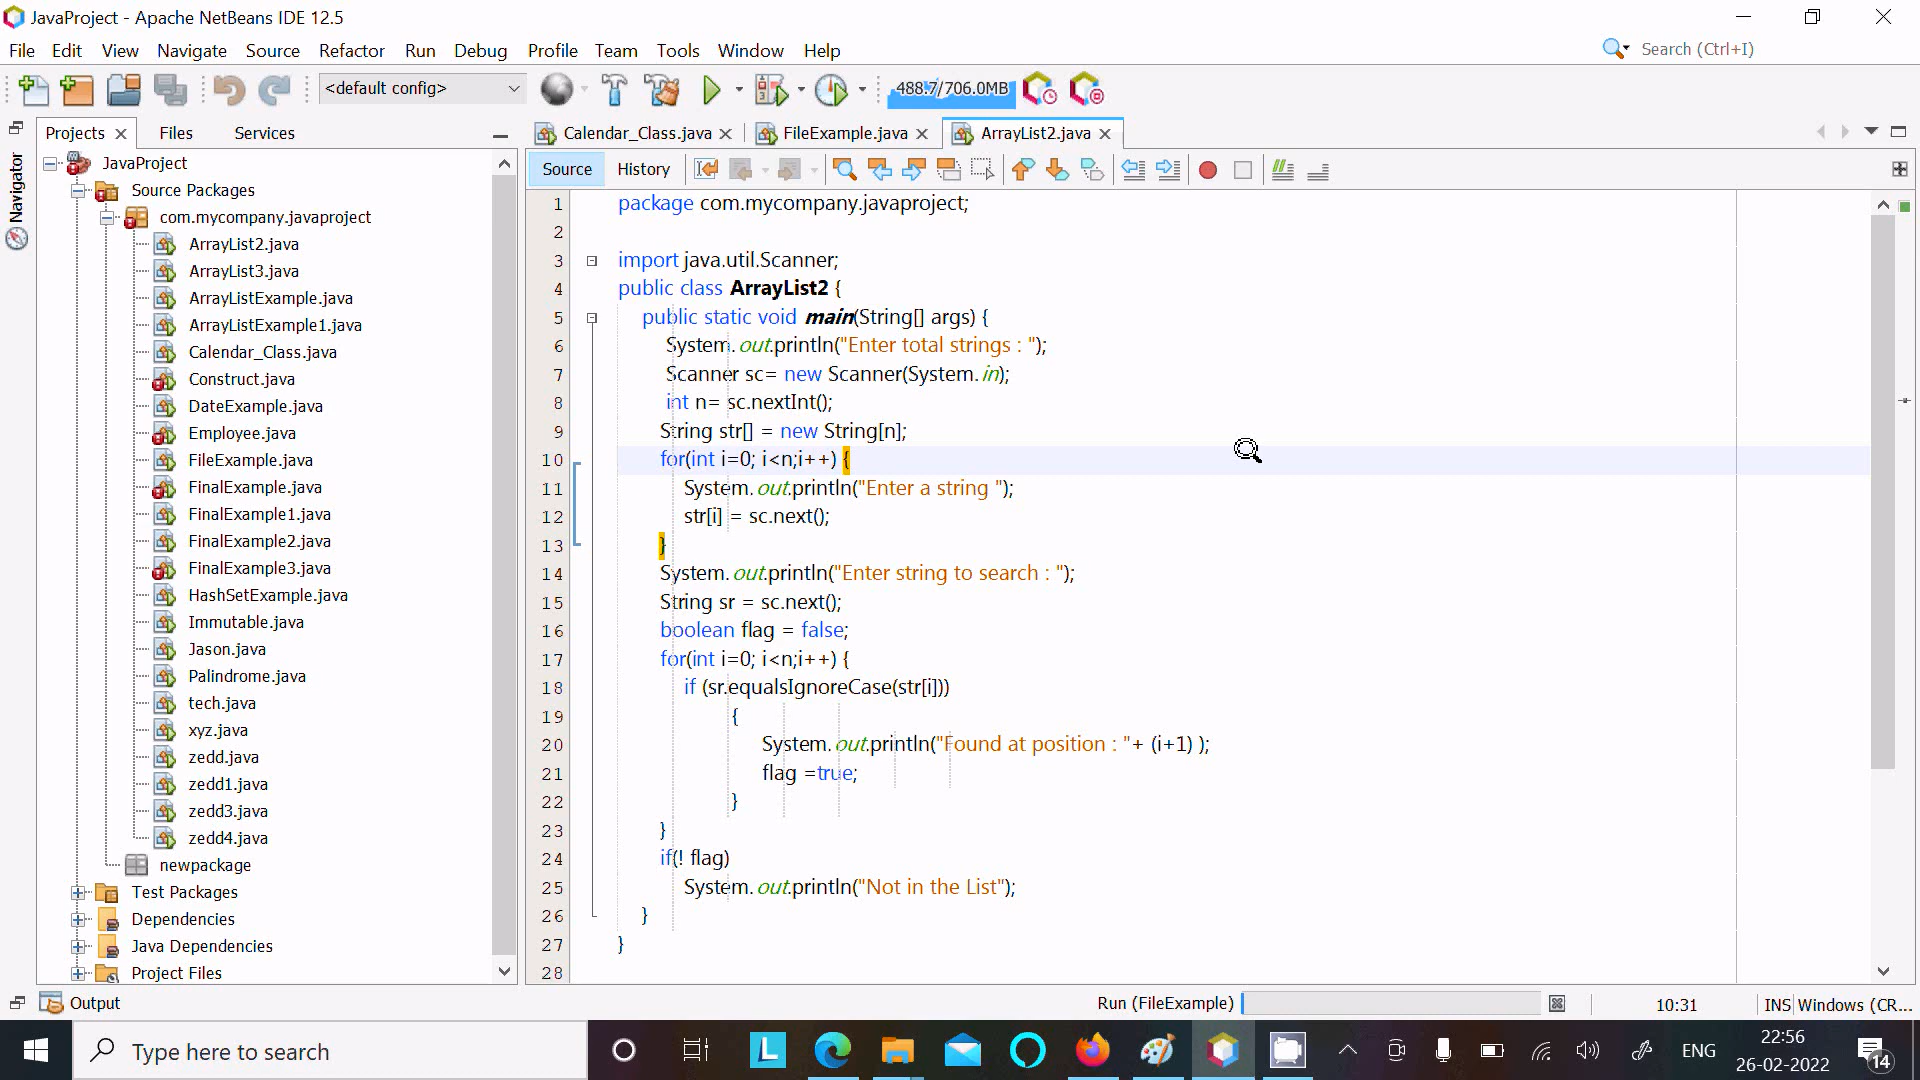 JavaProject - Apache NetBeans IDE 12.5
File Edit View Navigate Source Refactor Run Debug Profile Team Tools Window Help
Search (Ctrl+I)
<default config>
488.7/706.0MB
Projects Files Services
Calendar_Class.java FileExample.java ArrayList2.java
Source History
Navigator
JavaProject
Source Packages
com.mycompany.javaproject
ArrayList2.java
ArrayList3.java
ArrayListExample.java
ArrayListExample1.java
Calendar_Class.java
Construct.java
DateExample.java
Employee.java
FileExample.java
FinalExample.java
FinalExample1.java
FinalExample2.java
FinalExample3.java
HashSetExample.java
Immutable.java
Jason.java
Palindrome.java
tech.java
xyz.java
zedd.java
zedd1.java
zedd3.java
zedd4.java
newpackage
Test Packages
Dependencies
Java Dependencies
Project Files
1 package com.mycompany.javaproject;
2
3 import java.util.Scanner;
4 public class ArrayList2 {
5 public static void main(String[] args) {
6 System.out.println("Enter total strings : ");
7 Scanner sc= new Scanner(System.in);
8 int n= sc.nextInt();
9 String str[] = new String[n];
10 for(int i=0; i<n;i++) {
11 System.out.println("Enter a string ");
12 str[i] = sc.next();
13 }
14 System.out.println("Enter string to search : ");
15 String sr = sc.next();
16 boolean flag = false;
17 for(int i=0; i<n;i++) {
18 if (sr.equalsIgnoreCase(str[i]))
19 {
20 System.out.println("Found at position : "+ (i+1) );
21 flag =true;
22 }
23 }
24 if(! flag)
25 System.out.println("Not in the List");
26 }
27 }
28
Output
Run (FileExample)
10:31
INS Windows (CR...
Type here to search
L
ENG
22:56
26-02-2022
14